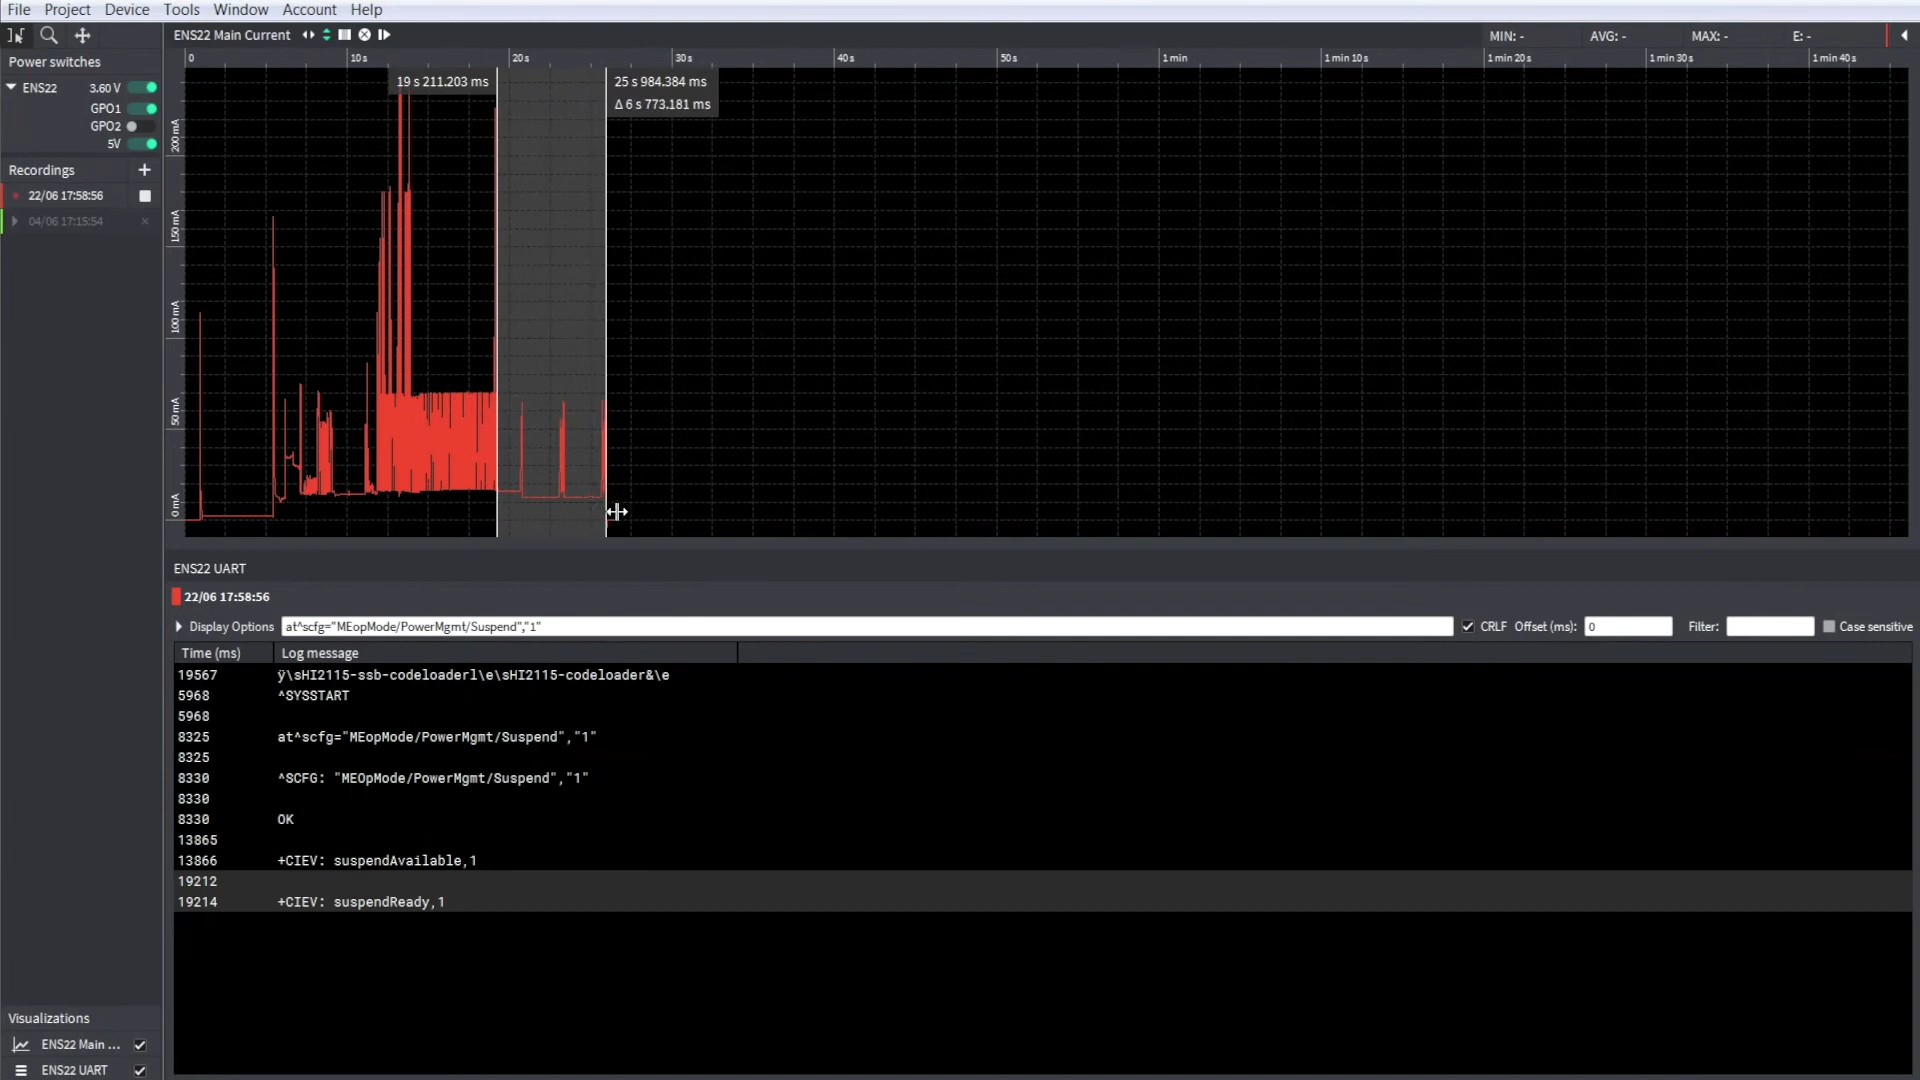 File Project Device Tools Window Account Help
ENS22 Main Current MIN: - AVG: - MAX: - E: -
0 10s 20s 30s 40s 50s 1 min 1 min 10 s 1 min 20 s 1 min 30 s 1 min 40 s
Power switches
ENS22 3.60 V
GPO1
GPO2
5V
Recordings +
22/06 17:58:56
04/06 17:15:54
19 s 211.203 ms
25 s 984.384 ms
Δ 6 s 773.181 ms
200 mA
150 mA
100 mA
50 mA
0 mA
ENS22 UART
22/06 17:58:56
Display Options at^scfg="MEopMode/PowerMgmt/Suspend","1" CRLF Offset (ms): 0 Filter: Case sensitive
Time (ms) Log message
19567 ÿ\sHI2115-ssb-codeloaderl\e\sHI2115-codeloader&\e
5968 ^SYSSTART
5968
8325 at^scfg="MEopMode/PowerMgmt/Suspend","1"
8325
8330 ^SCFG: "MEOpMode/PowerMgmt/Suspend","1"
8330
8330 OK
13865
13866 +CIEV: suspendAvailable,1
19212
19214 +CIEV: suspendReady,1
Visualizations
ENS22 Main ...
ENS22 UART